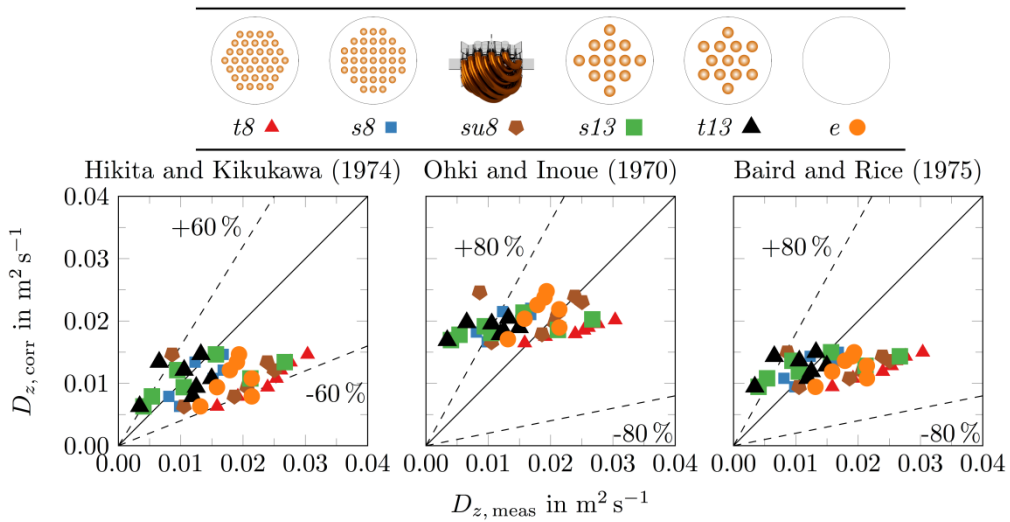 t8 s8 su8 s13 t13 e
Hikita and Kikukawa (1974) Ohki and Inoue (1970) Baird and Rice (1975)
D_{z, corr} in m² s⁻¹
0.04
0.03
0.02
0.01
0.00
+60 %
-60 %
0.00 0.01 0.02 0.03 0.04
+80 %
-80 %
0.00 0.01 0.02 0.03 0.04
+80 %
-80 %
0.00 0.01 0.02 0.03 0.04
D_{z, meas} in m² s⁻¹